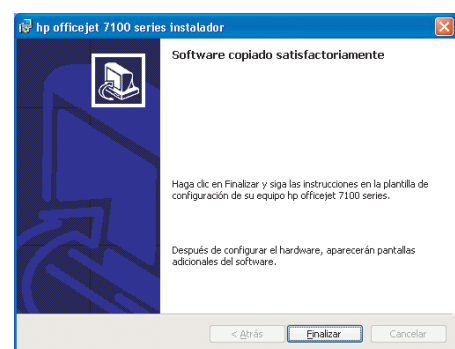 hp officejet 7100 series instalador
Software copiado satisfactoriamente
Haga clic en Finalizar y siga las instrucciones en la plantilla de
configuración de su equipo hp officejet 7100 series.
Después de configurar el hardware, aparecerán pantallas
adicionales del software.
< Atrás Finalizar Cancelar